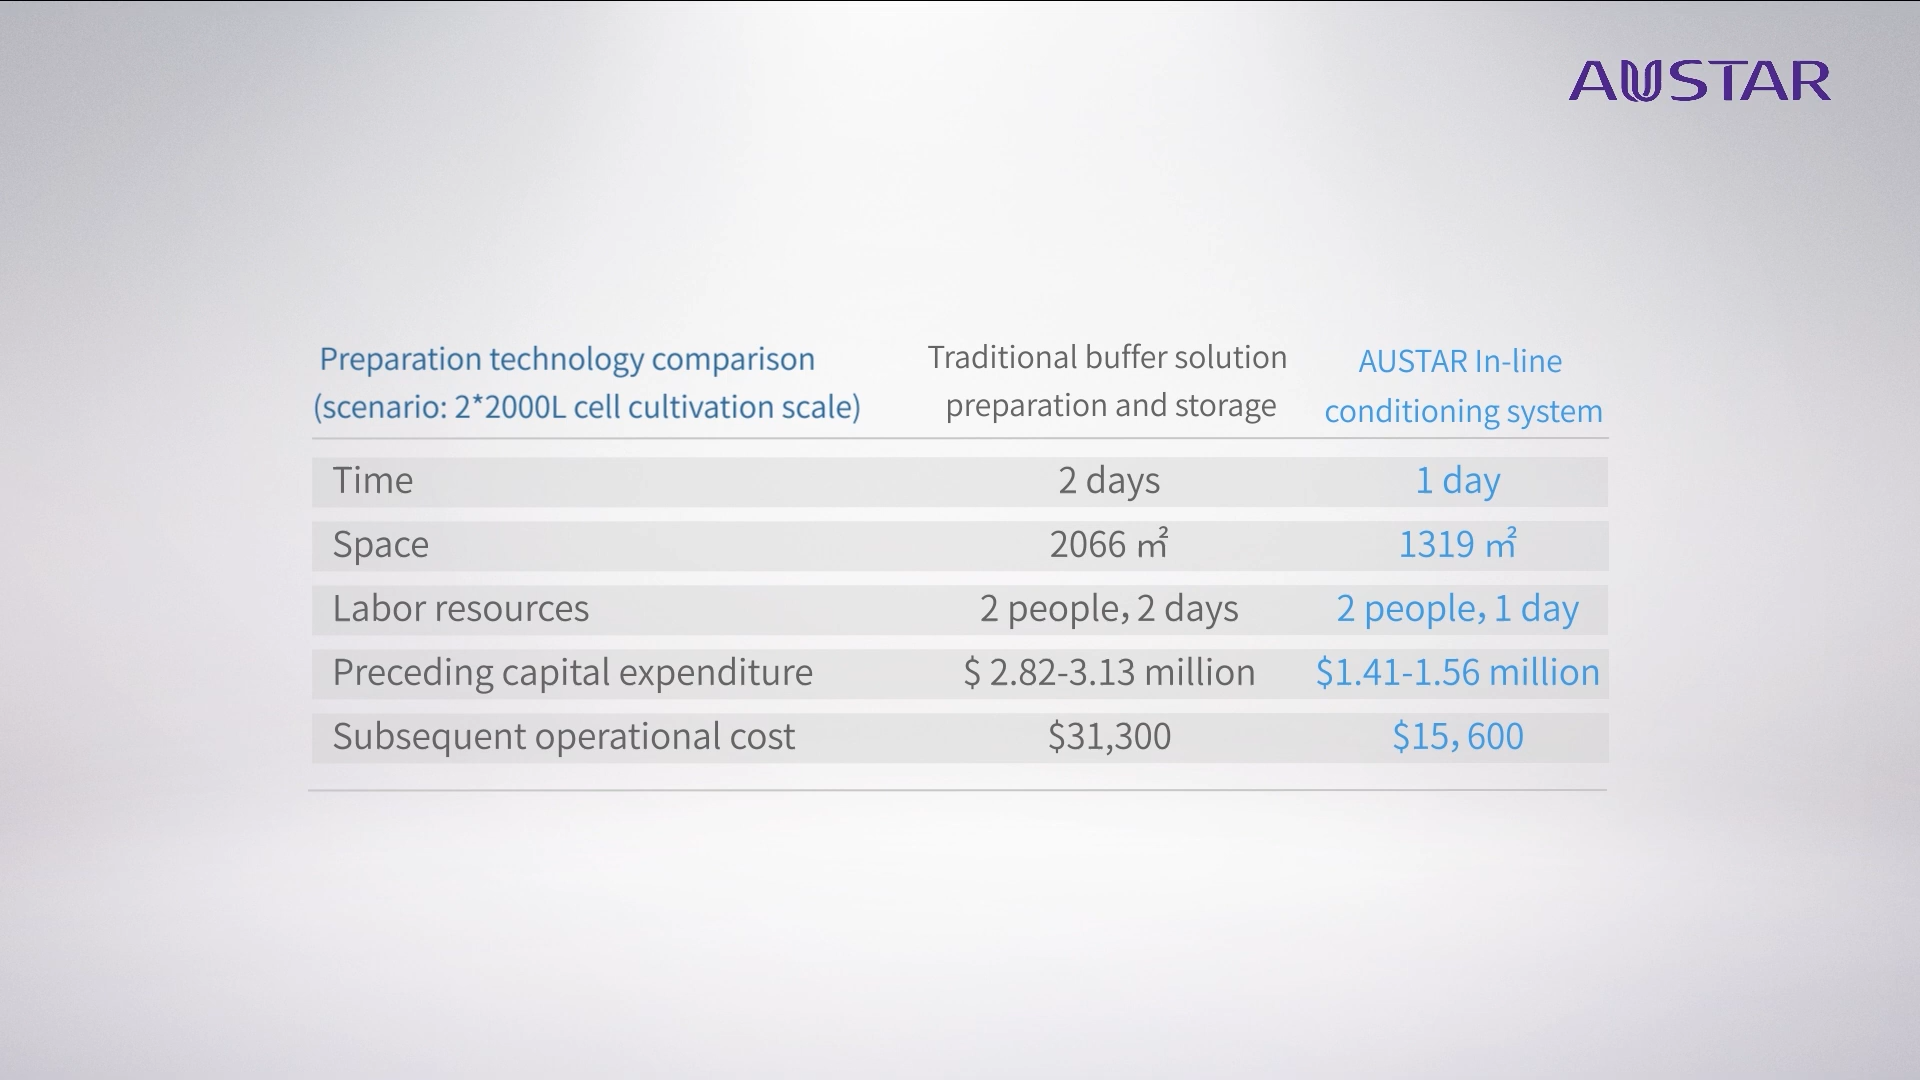 AUSTAR
Preparation technology comparison
(scenario: 2*2000L cell cultivation scale)
Traditional buffer solution
preparation and storage
AUSTAR In-line
conditioning system
Time 2 days 1 day
Space 2066 ㎡ 1319 ㎡
Labor resources 2 people, 2 days 2 people, 1 day
Preceding capital expenditure $ 2.82-3.13 million $1.41-1.56 million
Subsequent operational cost $31,300 $15, 600